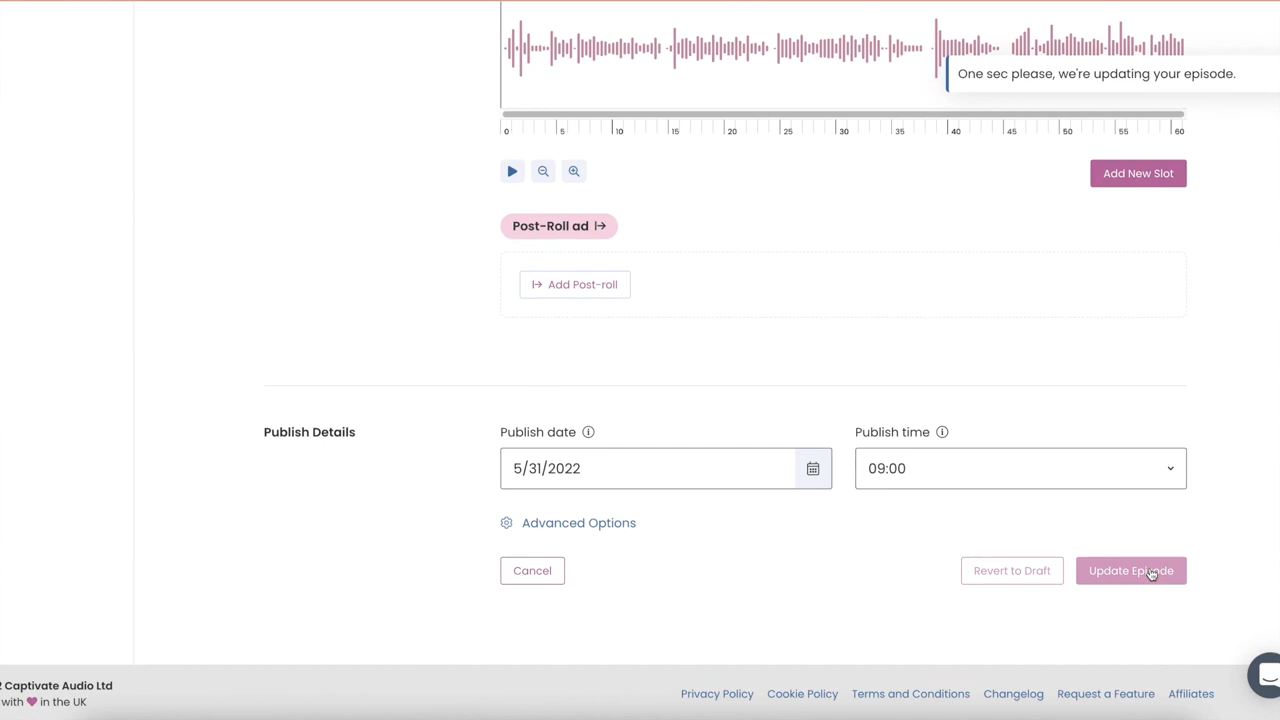 One sec please, we're updating your episode.
0 5 10 15 20 25 30 35 40 45 50 55 60
Add New Slot
Post-Roll ad
Add Post-roll
Publish Details
Publish date
Publish time
5/31/2022
09:00
Advanced Options
Cancel
Revert to Draft
Update Episode
2 Captivate Audio Ltd
with in the UK
Privacy Policy
Cookie Policy
Terms and Conditions
Changelog
Request a Feature
Affiliates